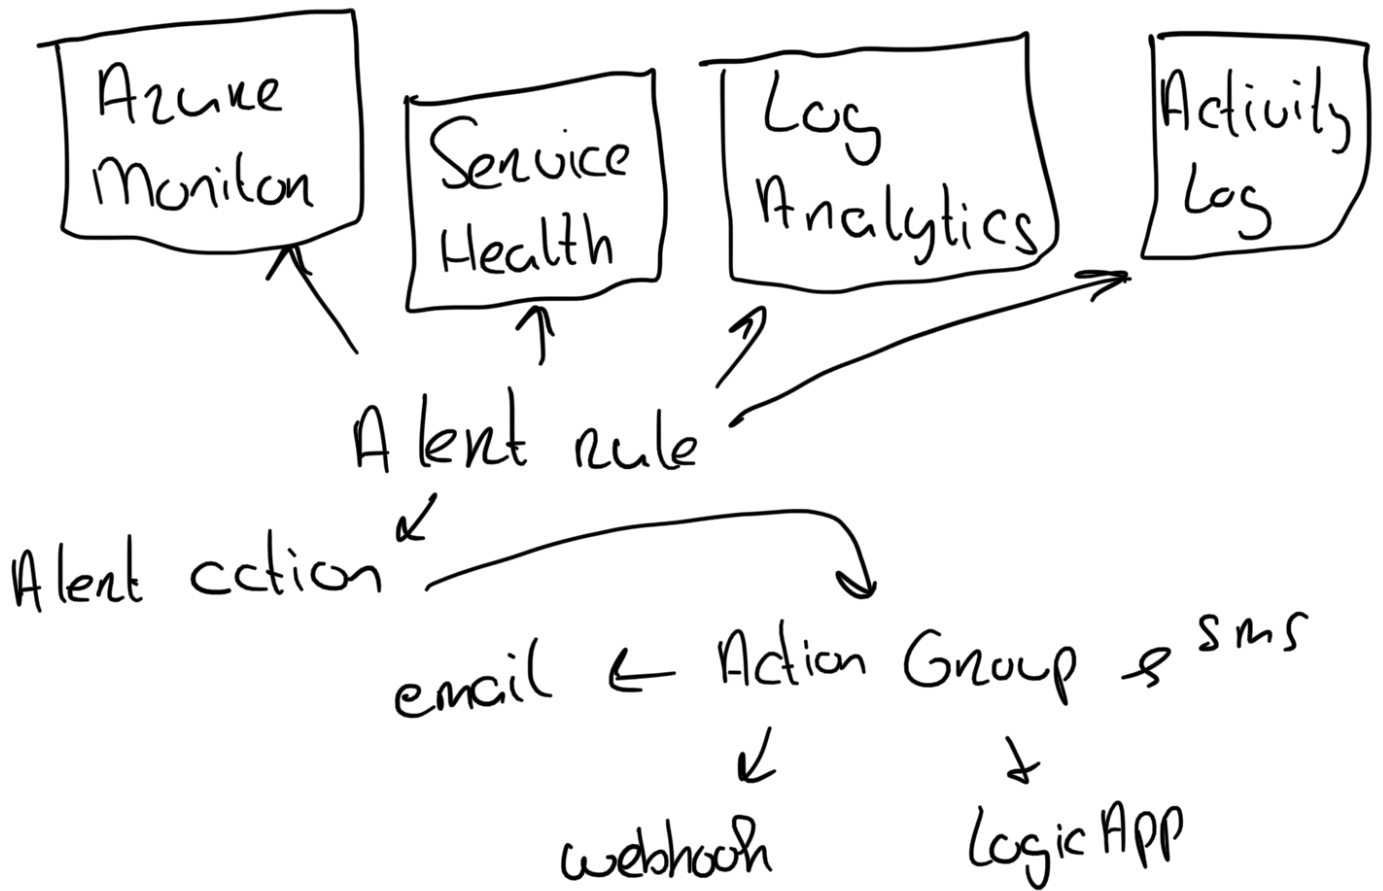 Azure
Monitor
Service
Health
Log
Analytics
Activity
Log
Alert rule
Alert action
email
Action Group
sms
webhook
Logic App